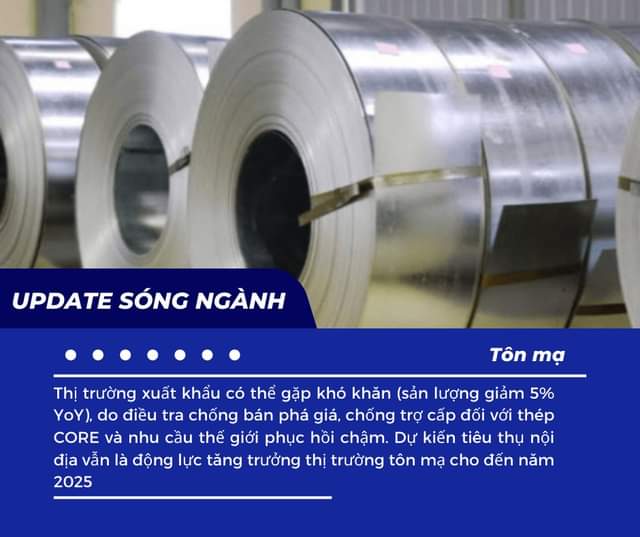 UPDATE SÓNG NGÀNH
Tôn mạ
Thị trường xuất khẩu có thể gặp khó khăn (sản lượng giảm 5%
YoY), do điều tra chống bán phá giá, chống trợ cấp đối với thép
CORE và nhu cầu thế giới phục hồi chậm. Dự kiến tiêu thụ nội
địa vẫn là động lực tăng trưởng thị trường tôn mạ cho đến năm
2025